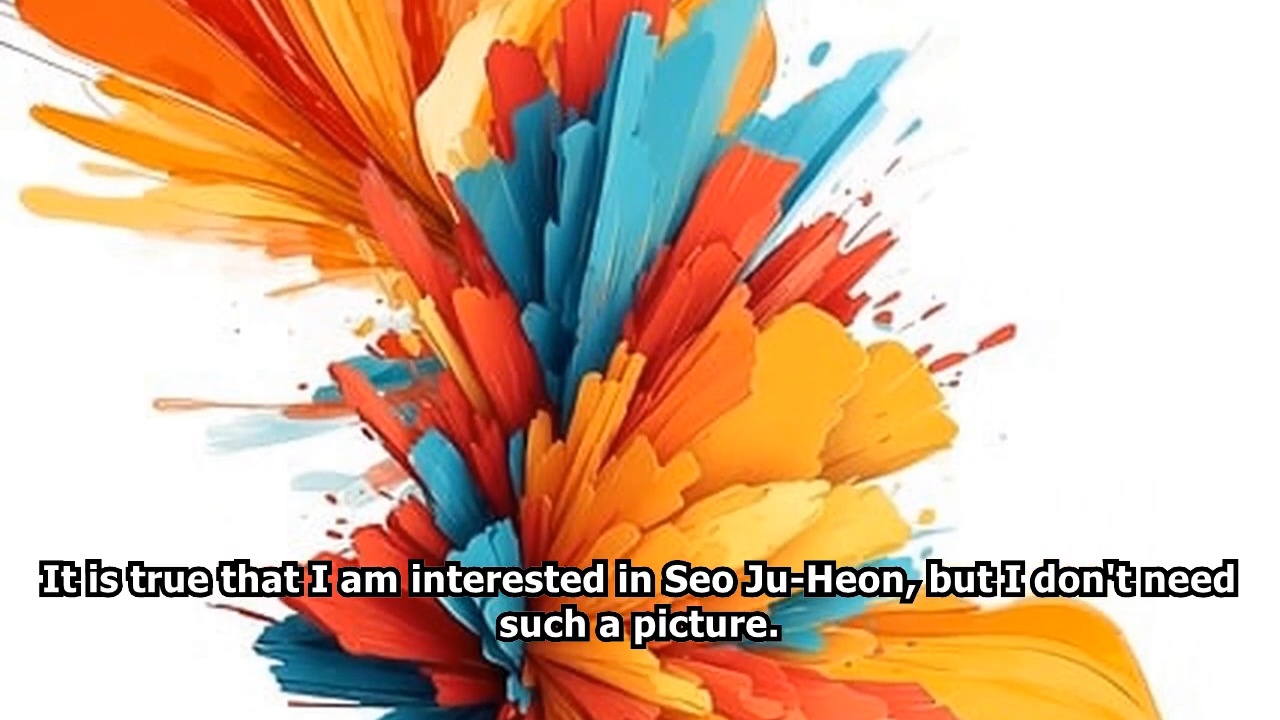 It is true that I am interested in Seo Ju-Heon, but I don't need
such a picture.